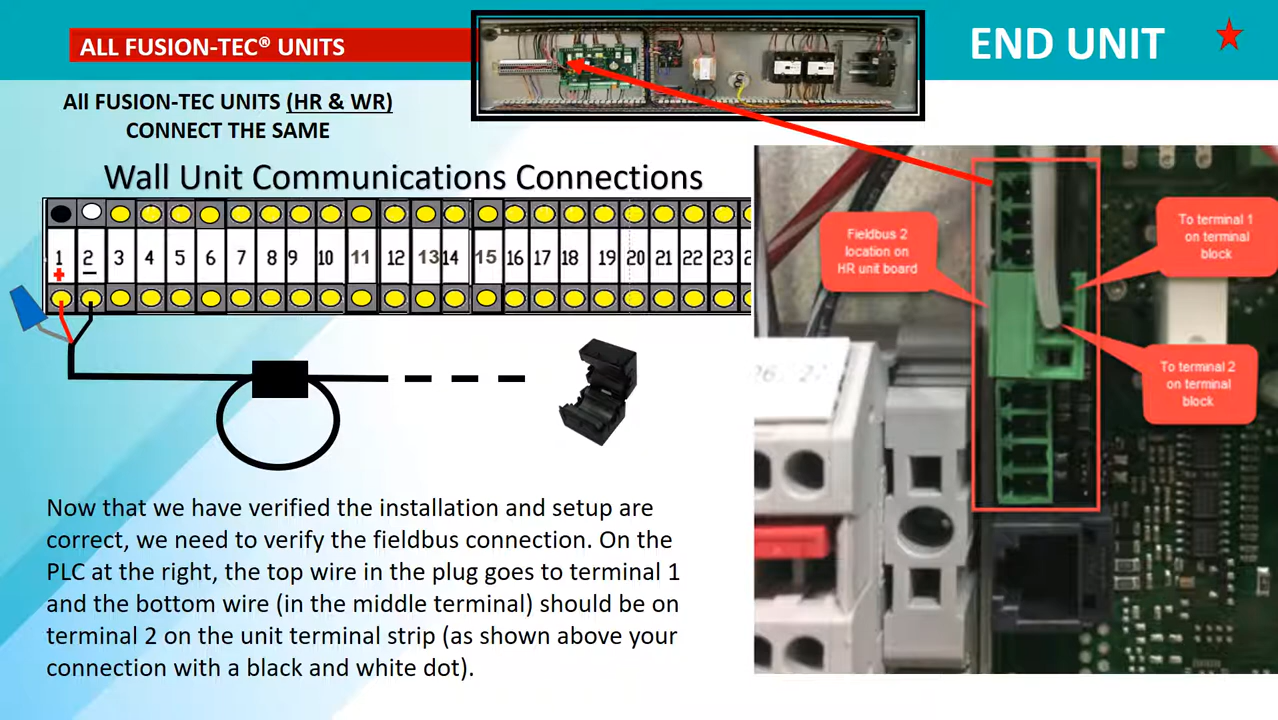 ALL FUSION-TEC® UNITS
END UNIT
All FUSION-TEC UNITS (HR & WR)
CONNECT THE SAME
Wall Unit Communications Connections
1 2 3 4 5 6 7 8 9 10 11 12 13 14 15 16 17 18 19 20 21 22 23
+ –
Fieldbus 2
location on
HR unit board
To terminal 1
on terminal
block
To terminal 2
on terminal
block
Now that we have verified the installation and setup are
correct, we need to verify the fieldbus connection. On the
PLC at the right, the top wire in the plug goes to terminal 1
and the bottom wire (in the middle terminal) should be on
terminal 2 on the unit terminal strip (as shown above your
connection with a black and white dot).